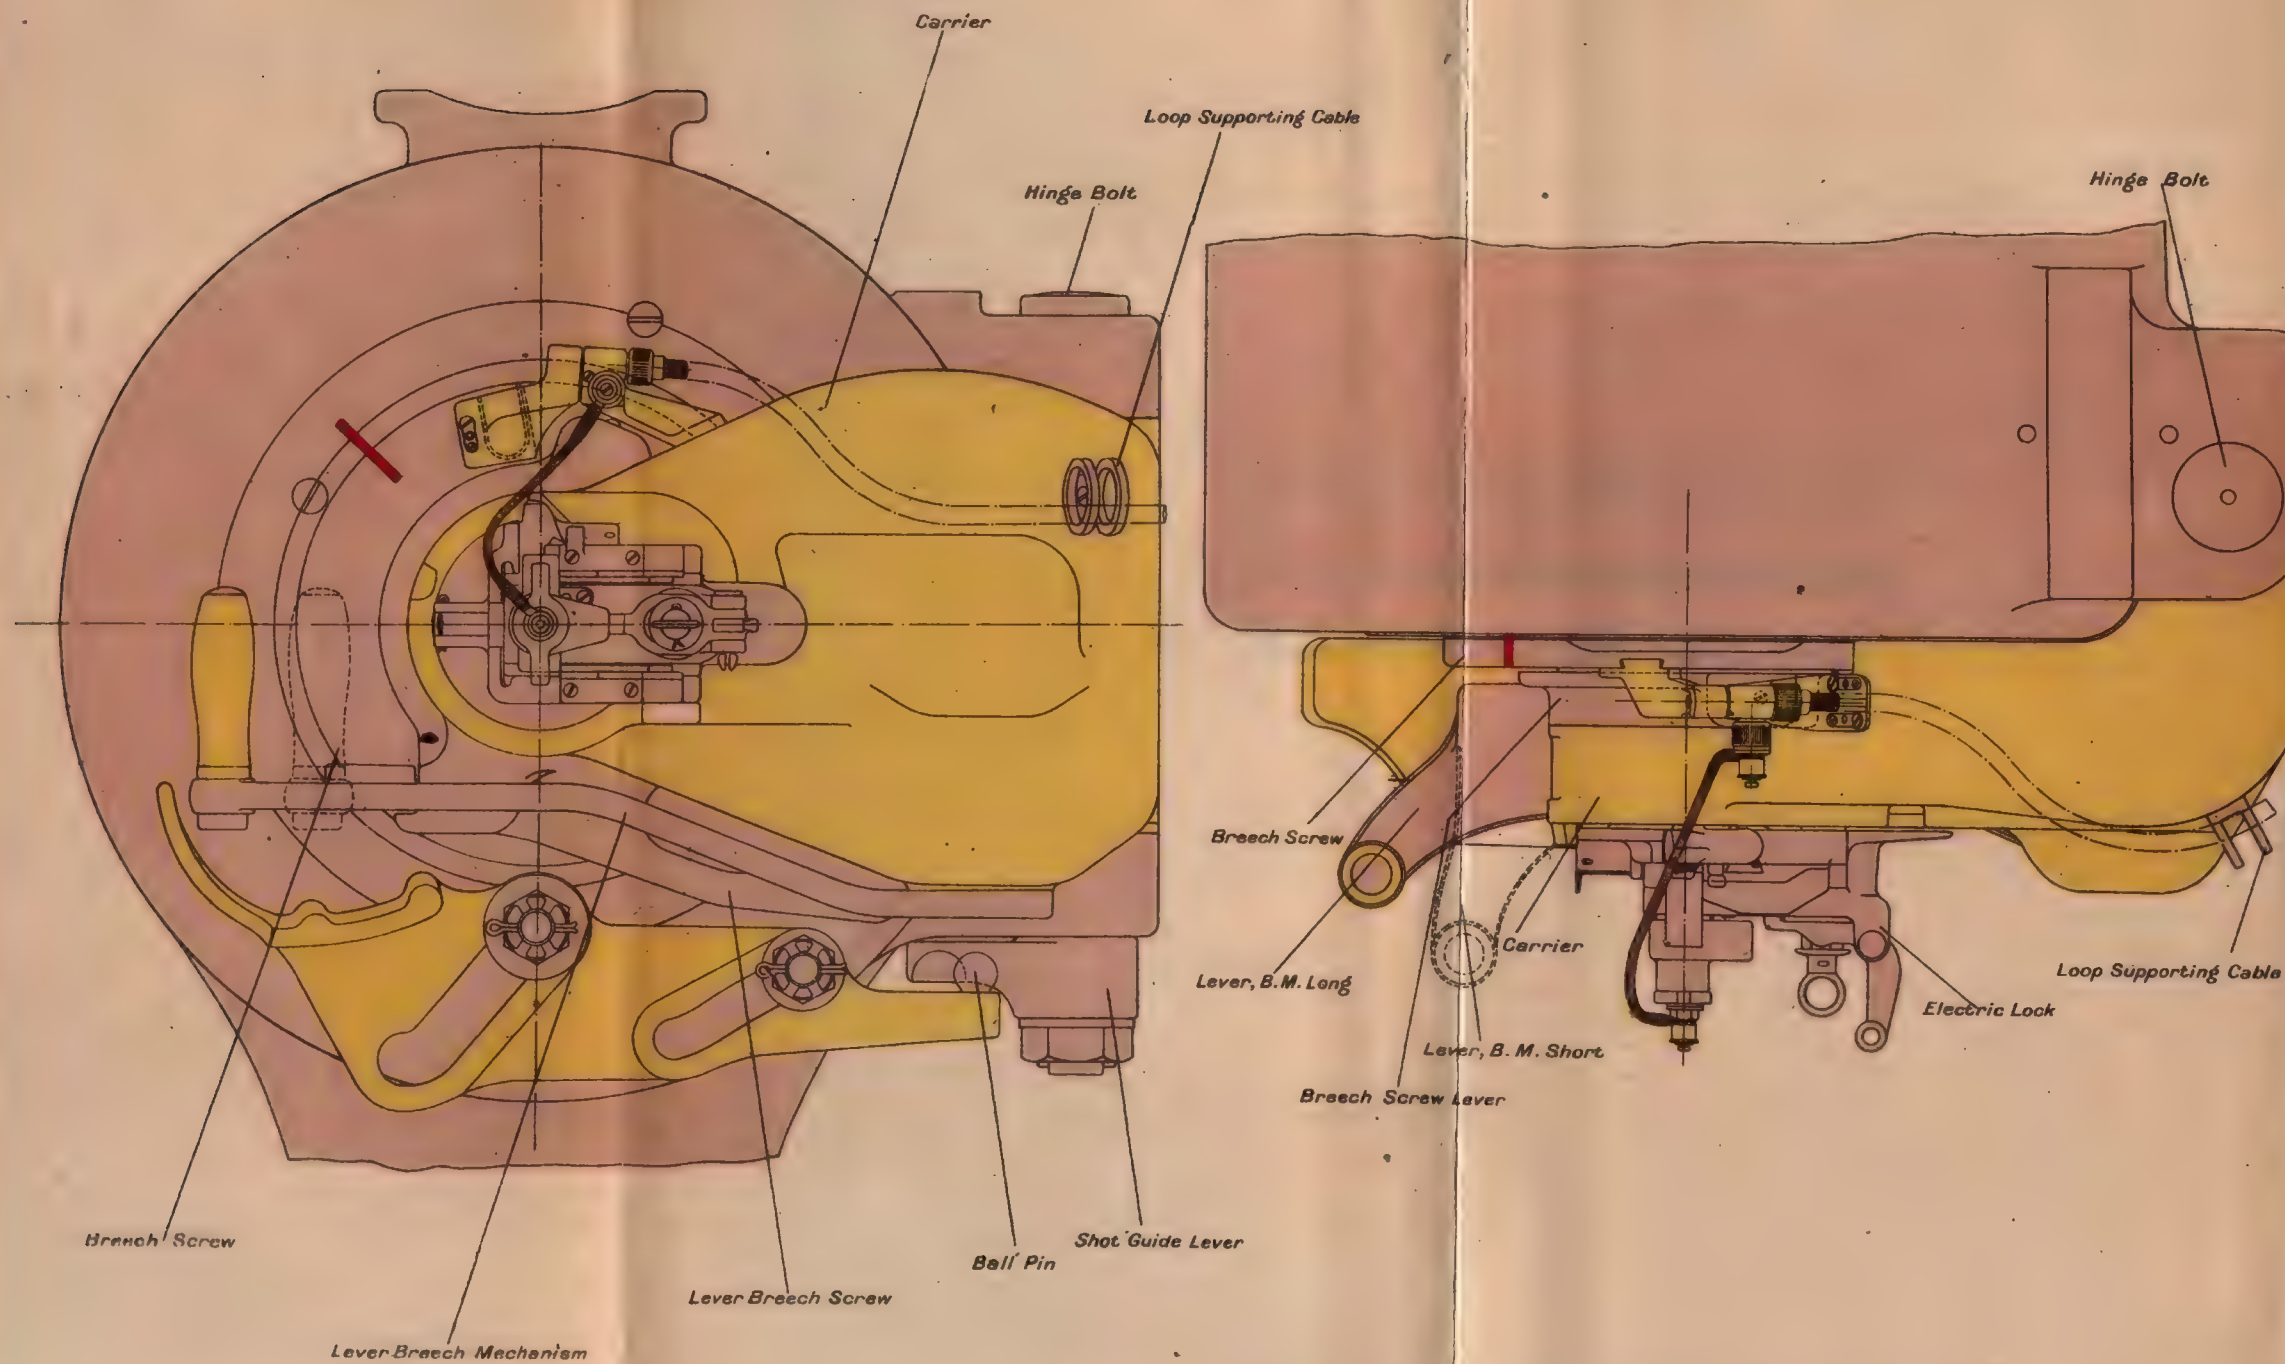 Carrier
Loop Supporting Cable
Hinge Bolt
Hinge Bolt
Breech Screw
Carrier
Lever, B.M. Long
Loop Supporting Cable
Electric Lock
Lever, B. M. Short
Breech Screw Lever
Breech Screw
Shot Guide Lever
Ball Pin
Lever Breech Screw
Lever Breech Mechanism